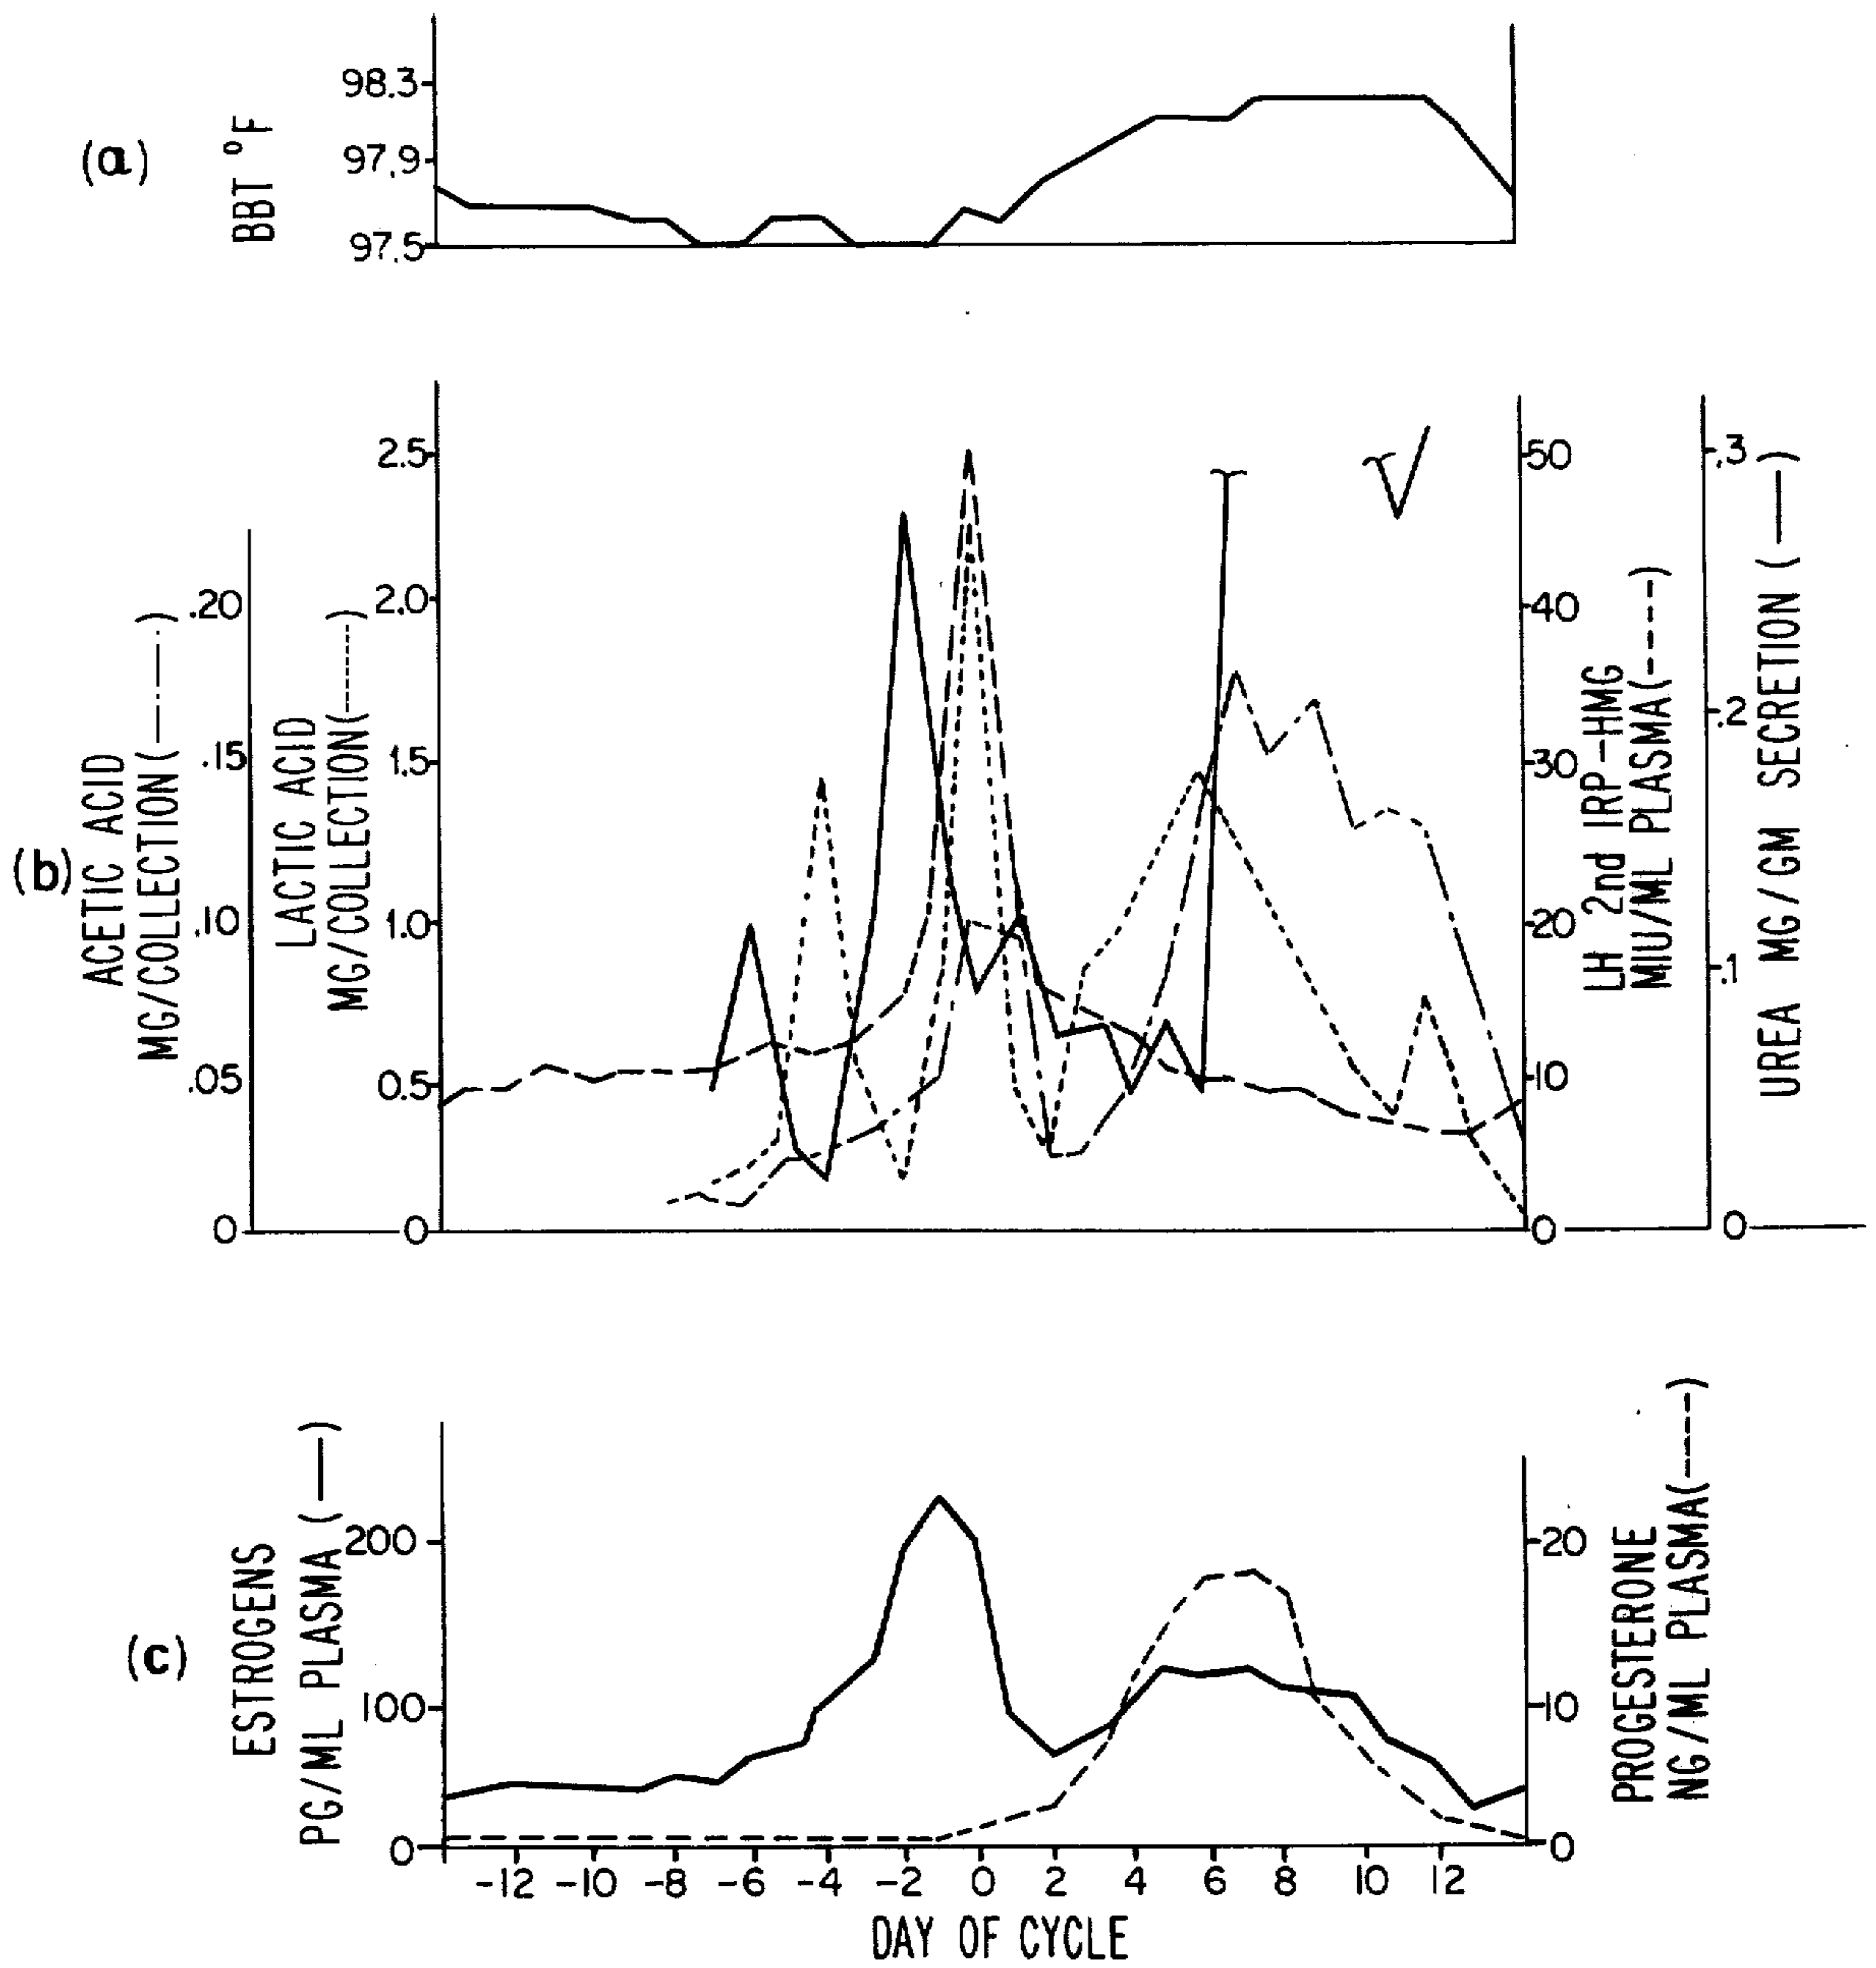 (a)
BBT °F
98.3
97.9
97.5
(b)
ACETIC ACID
MG/COLLECTION(—·—·—)
.20
.15
.10
.05
0
LACTIC ACID
MG/COLLECTION(--------)
2.5
2.0
1.5
1.0
0.5
0
50
40
30
20
10
0
LH 2nd IRP-HMG
MIU/ML PLASMA(----)
.3
.2
.1
0
UREA MG/GM SECRETION (—)
(c)
ESTROGENS
PG/ML PLASMA (—)
200
100
0
20
10
0
PROGESTERONE
NG/ML PLASMA(----)
-12 -10 -8 -6 -4 -2 0 2 4 6 8 10 12
DAY OF CYCLE